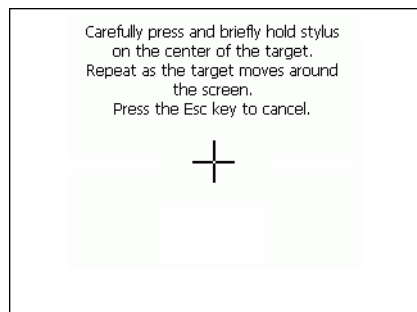 Carefully press and briefly hold stylus
on the center of the target.
Repeat as the target moves around
the screen.
Press the Esc key to cancel.